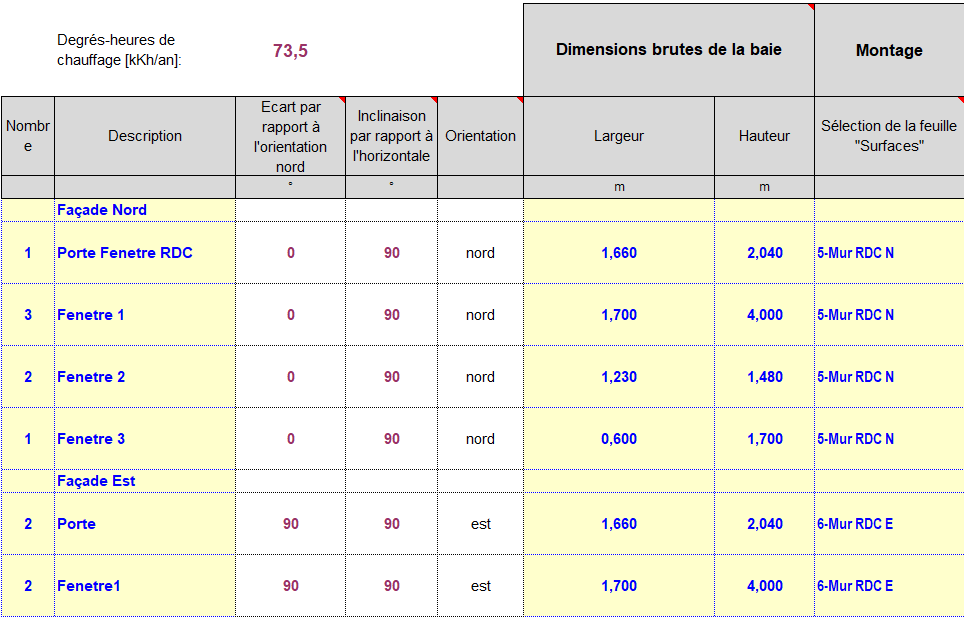 Degrés-heures de
chauffage [kKh/an]:
73,5
Dimensions brutes de la baie
Montage
Nombr
e
Description
Ecart par
rapport à
l'orientation
nord
Inclinaison
par rapport à
l'horizontale
Orientation
Largeur
Hauteur
Sélection de la feuille
"Surfaces"
° ° m m
Façade Nord
1 Porte Fenetre RDC 0 90 nord 1,660 2,040 5-Mur RDC N
3 Fenetre 1 0 90 nord 1,700 4,000 5-Mur RDC N
2 Fenetre 2 0 90 nord 1,230 1,480 5-Mur RDC N
1 Fenetre 3 0 90 nord 0,600 1,700 5-Mur RDC N
Façade Est
2 Porte 90 90 est 1,660 2,040 6-Mur RDC E
2 Fenetre1 90 90 est 1,700 4,000 6-Mur RDC E